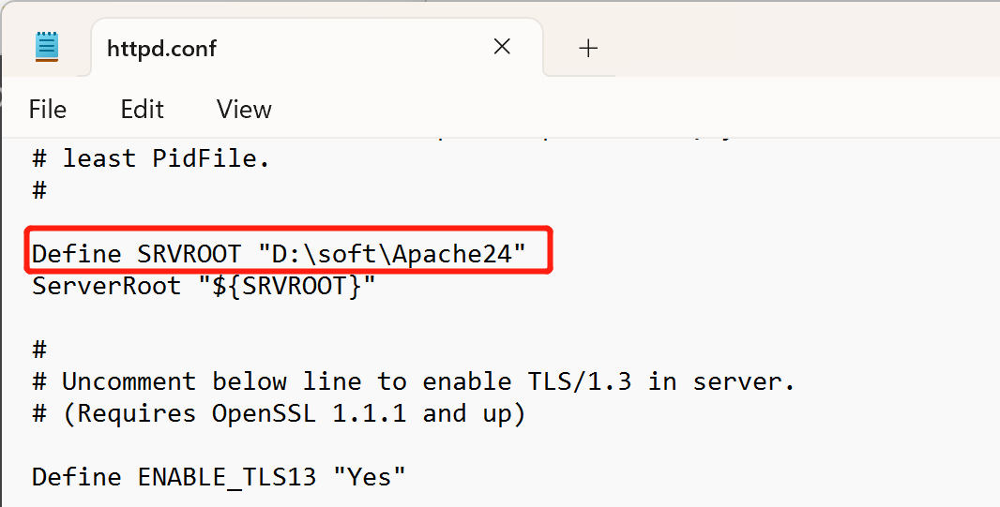 httpd.conf
File Edit View
# least PidFile.
#
Define SRVROOT "D:\soft\Apache24"
ServerRoot "${SRVROOT}"
#
# Uncomment below line to enable TLS/1.3 in server.
# (Requires OpenSSL 1.1.1 and up)
Define ENABLE_TLS13 "Yes"